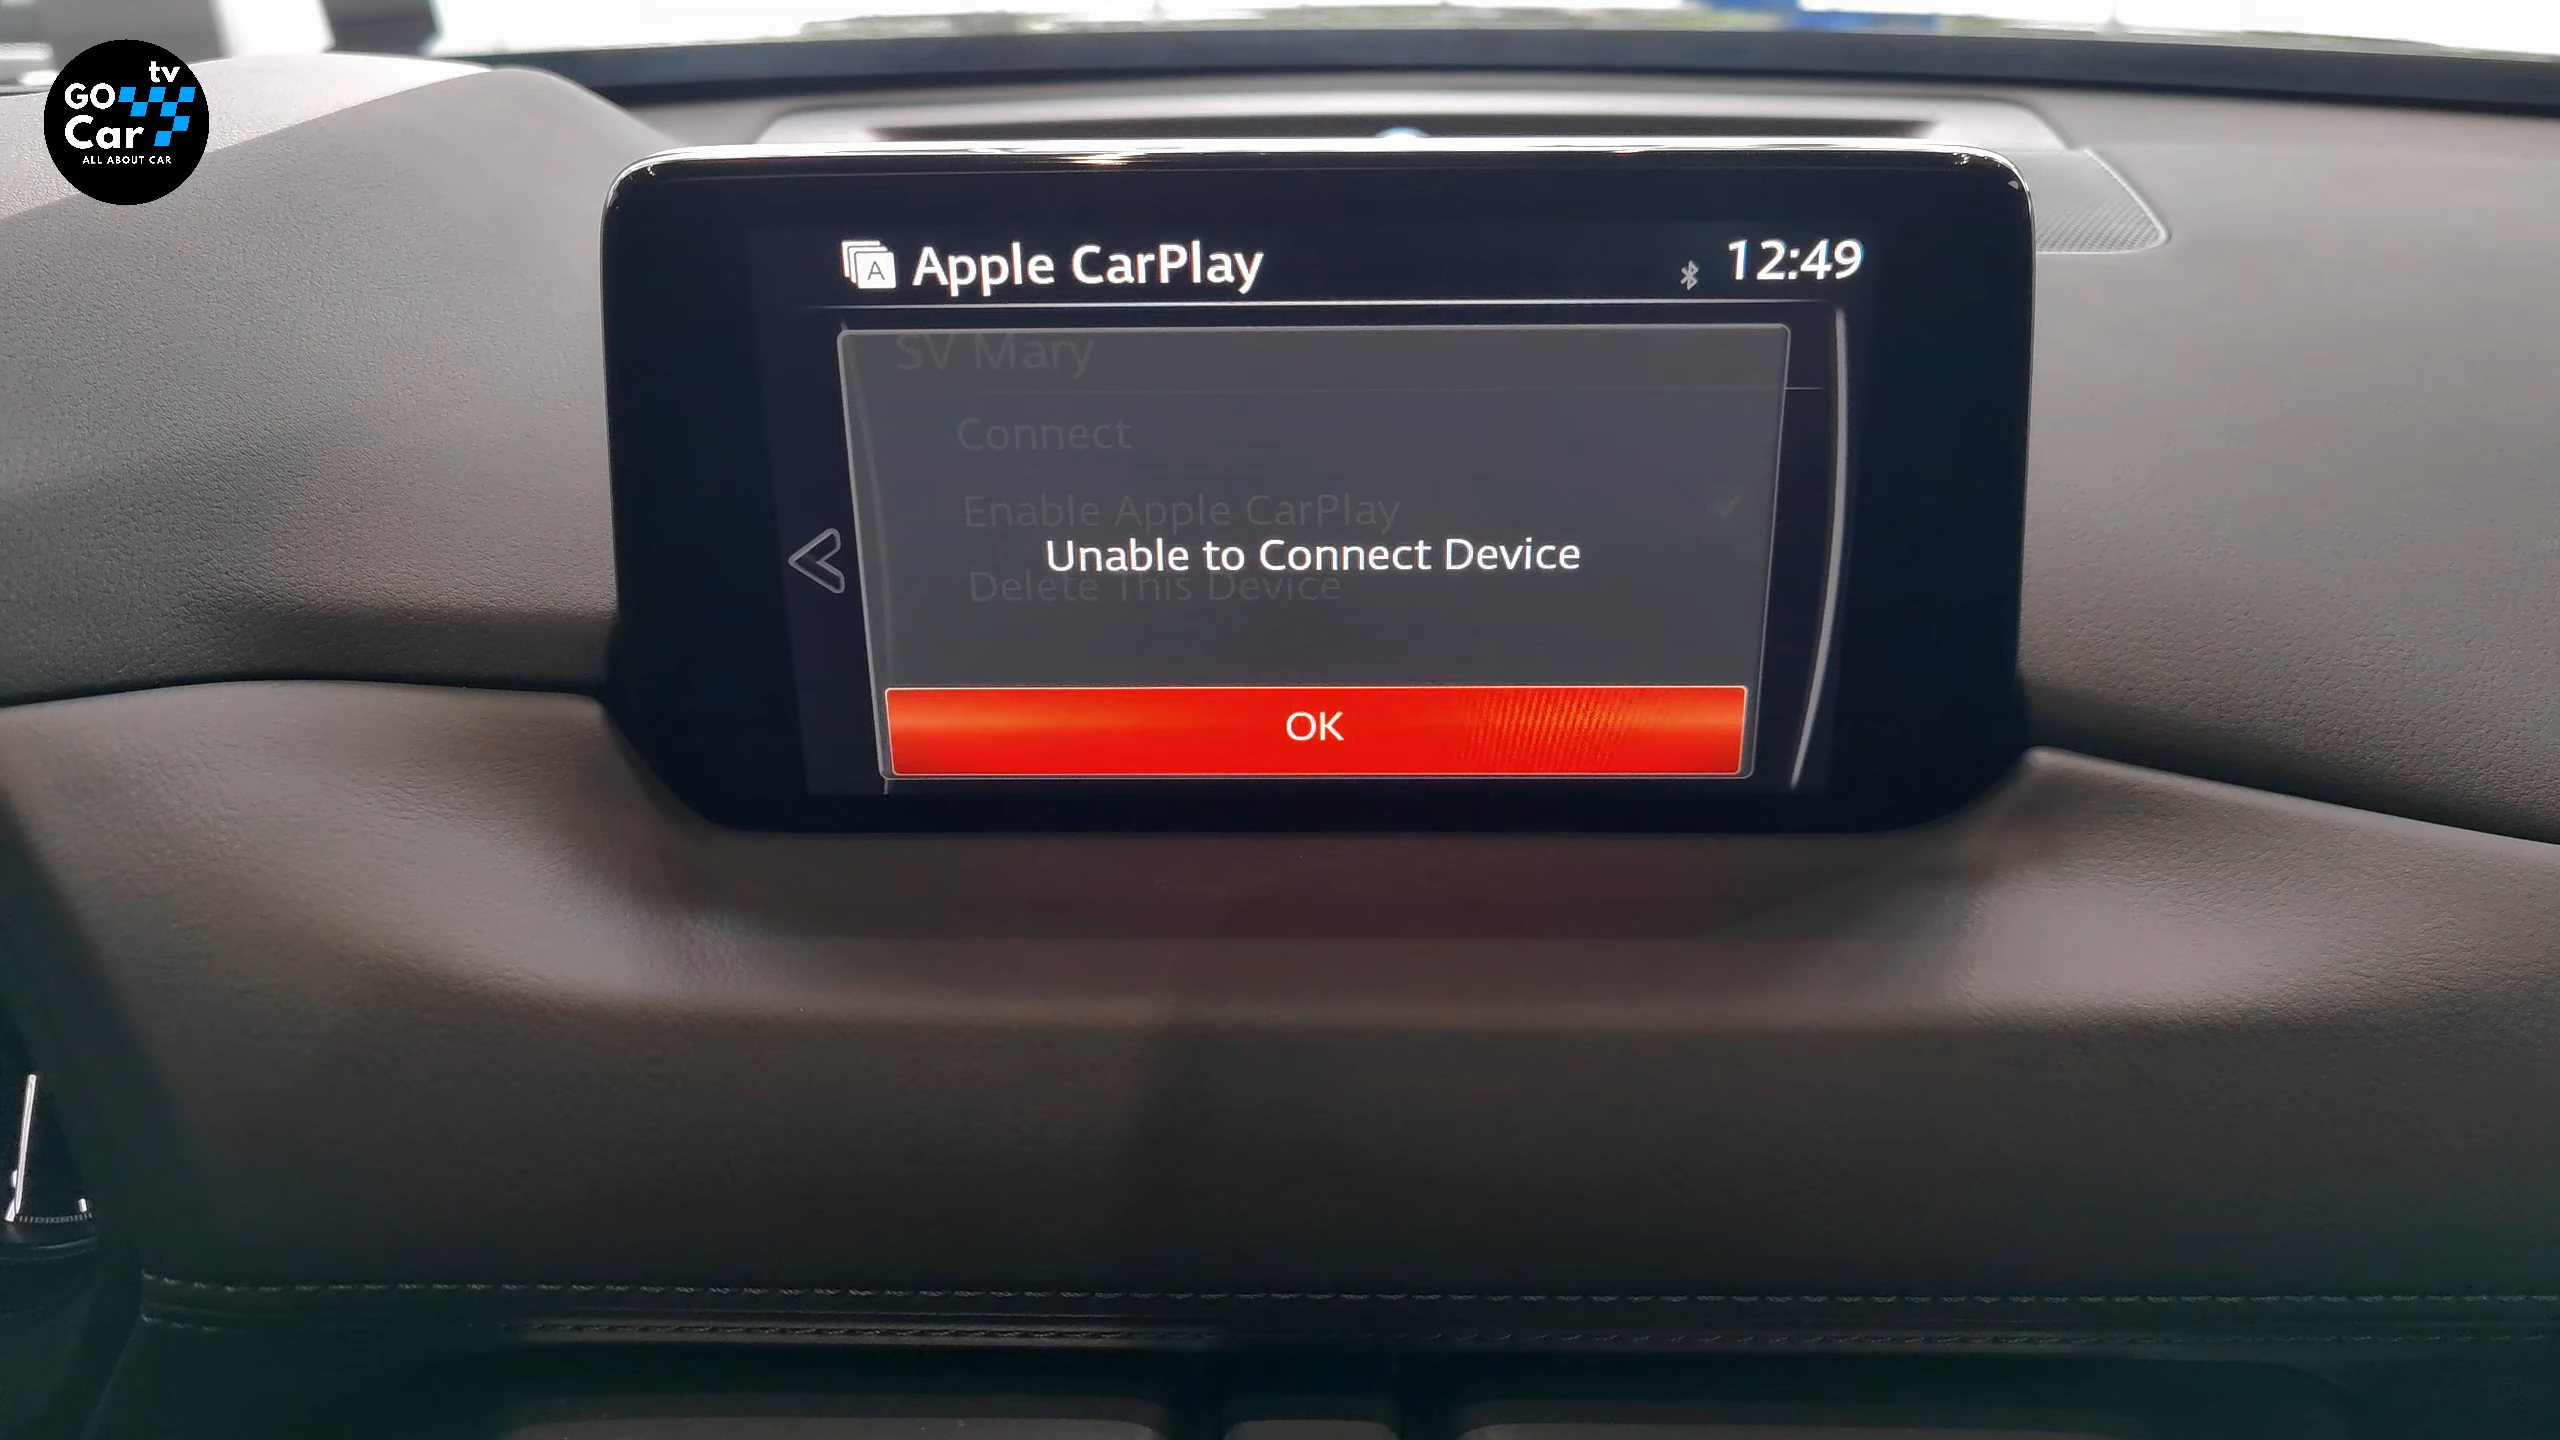 tv
GO
Car
ALL ABOUT CAR
A Apple CarPlay 12:49
SV Mary
Connect
Enable Apple CarPlay
Unable to Connect Device
Delete This Device
OK